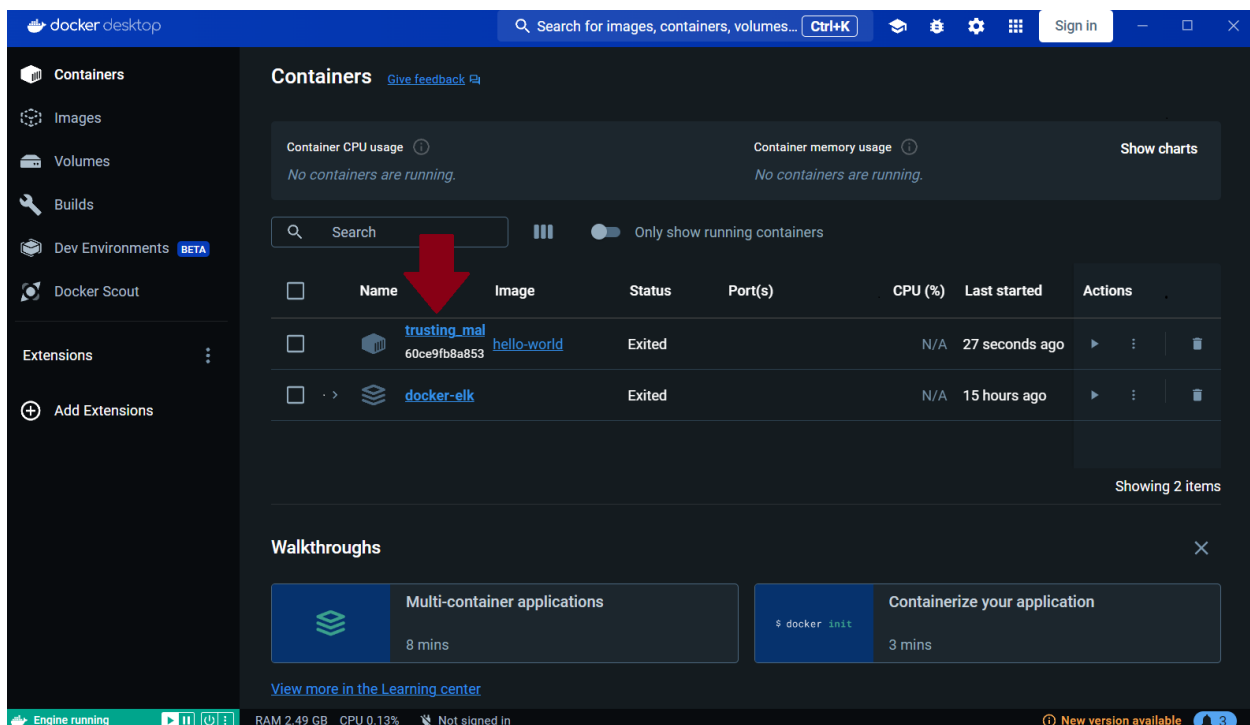 docker desktop
Search for images, containers, volumes... Ctrl+K
Sign in
Containers
Images
Volumes
Builds
Dev Environments BETA
Docker Scout
Extensions
Add Extensions
Containers Give feedback
Container CPU usage
No containers are running.
Container memory usage
No containers are running.
Show charts
Search
Only show running containers
Name Image Status Port(s) CPU (%) Last started Actions
trusting_mal
60ce9fb8a853
hello-world Exited N/A 27 seconds ago
docker-elk Exited N/A 15 hours ago
Showing 2 items
Walkthroughs
Multi-container applications
8 mins
$ docker init
Containerize your application
3 mins
View more in the Learning center
Engine running RAM 2.49 GB CPU 0.13% Not signed in New version available 3